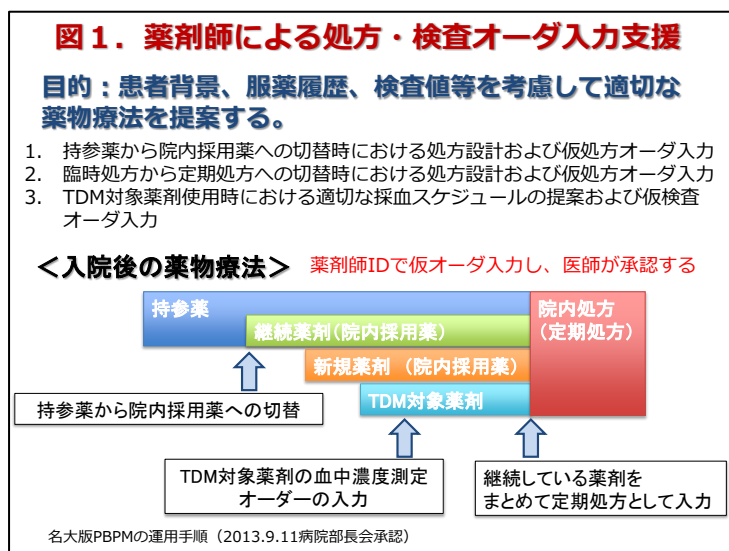 図１．薬剤師による処方・検査オーダ入力支援
目的：患者背景、服薬履歴、検査値等を考慮して適切な
薬物療法を提案する。
1. 持参薬から院内採用薬への切替時における処方設計および仮処方オーダ入力
2. 臨時処方から定期処方への切替時における処方設計および仮処方オーダ入力
3. TDM対象薬剤使用時における適切な採血スケジュールの提案および仮検査
オーダ入力
＜入院後の薬物療法＞ 薬剤師IDで仮オーダ入力し、医師が承認する
持参薬
院内処方
（定期処方）
継続薬剤（院内採用薬）
新規薬剤 （院内採用薬）
TDM対象薬剤
持参薬から院内採用薬への切替
TDM対象薬剤の血中濃度測定
オーダーの入力
継続している薬剤を
まとめて定期処方として入力
名大版PBPMの運用手順（2013.9.11病院部長会承認）